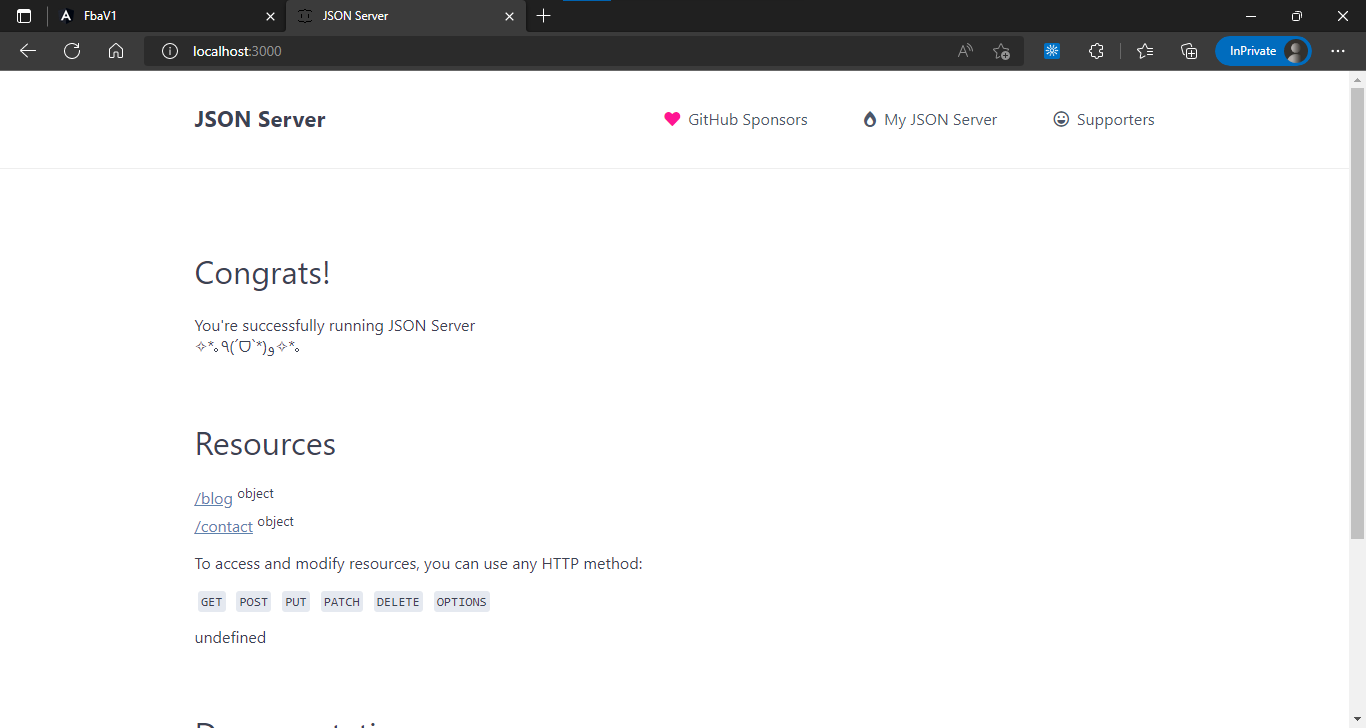 FbaV1
JSON Server
localhost:3000
InPrivate
JSON Server
GitHub Sponsors
My JSON Server
Supporters
Congrats!
You're successfully running JSON Server
✧*｡٩(ˊᗜˋ*)و✧*｡
Resources
/blog object
/contact object
To access and modify resources, you can use any HTTP method:
GET POST PUT PATCH DELETE OPTIONS
undefined